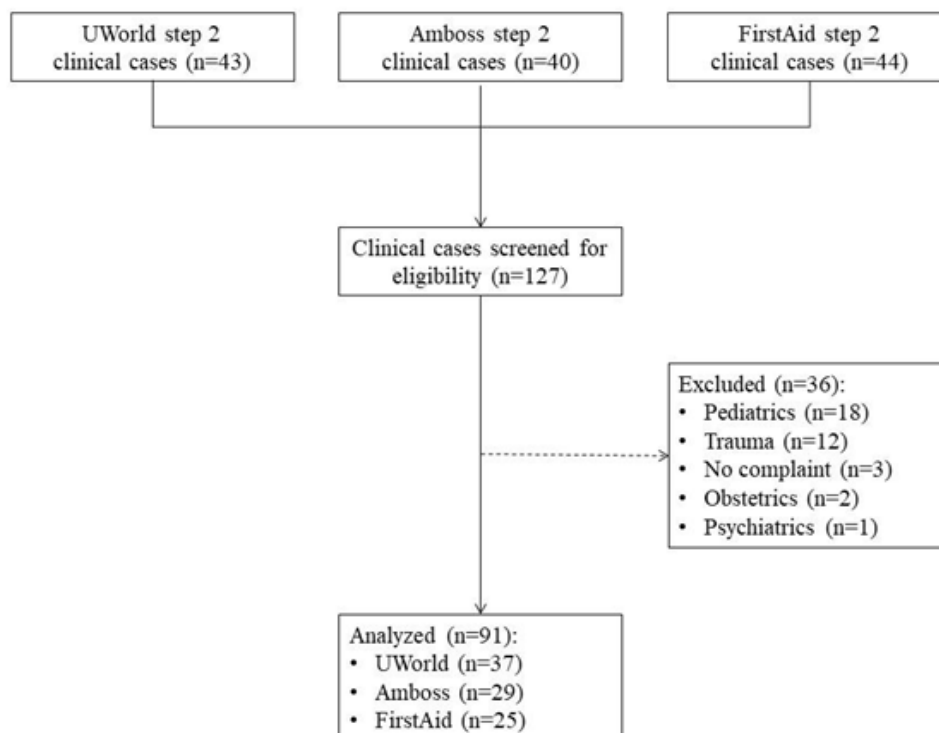 UWorld step 2
clinical cases (n=43)
Amboss step 2
clinical cases (n=40)
FirstAid step 2
clinical cases (n=44)
Clinical cases screened for
eligibility (n=127)
Excluded (n=36):
• Pediatrics (n=18)
• Trauma (n=12)
• No complaint (n=3)
• Obstetrics (n=2)
• Psychiatrics (n=1)
Analyzed (n=91):
• UWorld (n=37)
• Amboss (n=29)
• FirstAid (n=25)